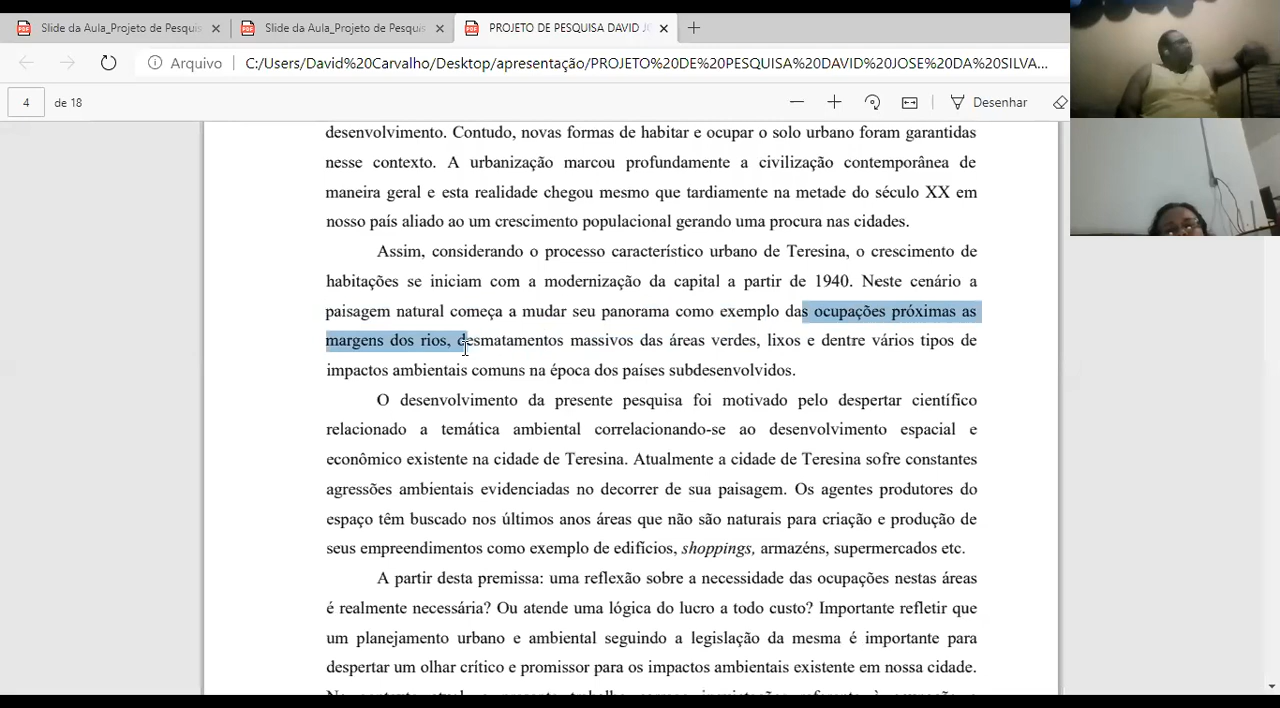 Slide da Aula_Projeto de Pesquis
Slide da Aula_Projeto de Pesquis
PROJETO DE PESQUISA DAVID JO
Arquivo
C:/Users/David%20Carvalho/Desktop/apresentação/PROJETO%20DE%20PESQUISA%20DAVID%20JOSE%20DA%20SILVA...
4 de 18
Desenhar
desenvolvimento. Contudo, novas formas de habitar e ocupar o solo urbano foram garantidas
nesse contexto. A urbanização marcou profundamente a civilização contemporânea de
maneira geral e esta realidade chegou mesmo que tardiamente na metade do século XX em
nosso país aliado ao um crescimento populacional gerando uma procura nas cidades.
Assim, considerando o processo característico urbano de Teresina, o crescimento de
habitações se iniciam com a modernização da capital a partir de 1940. Neste cenário a
paisagem natural começa a mudar seu panorama como exemplo das ocupações próximas as
margens dos rios, desmatamentos massivos das áreas verdes, lixos e dentre vários tipos de
impactos ambientais comuns na época dos países subdesenvolvidos.
O desenvolvimento da presente pesquisa foi motivado pelo despertar científico
relacionado a temática ambiental correlacionando-se ao desenvolvimento espacial e
econômico existente na cidade de Teresina. Atualmente a cidade de Teresina sofre constantes
agressões ambientais evidenciadas no decorrer de sua paisagem. Os agentes produtores do
espaço têm buscado nos últimos anos áreas que não são naturais para criação e produção de
seus empreendimentos como exemplo de edifícios, shoppings, armazéns, supermercados etc.
A partir desta premissa: uma reflexão sobre a necessidade das ocupações nestas áreas
é realmente necessária? Ou atende uma lógica do lucro a todo custo? Importante refletir que
um planejamento urbano e ambiental seguindo a legislação da mesma é importante para
despertar um olhar crítico e promissor para os impactos ambientais existente em nossa cidade.